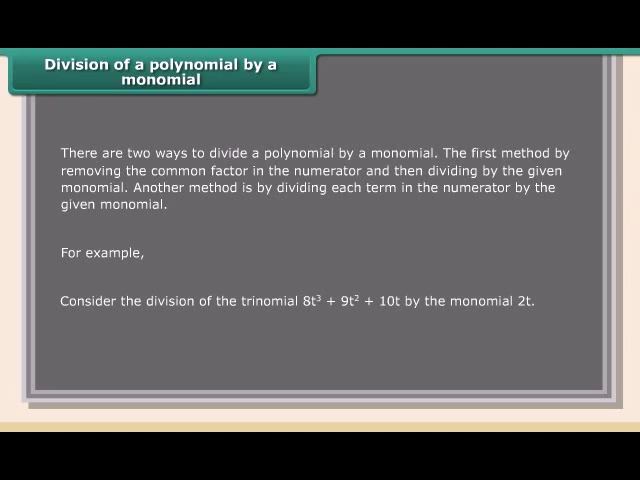 Division of a polynomial by a
monomial
There are two ways to divide a polynomial by a monomial. The first method by
removing the common factor in the numerator and then dividing by the given
monomial. Another method is by dividing each term in the numerator by the
given monomial.
For example,
Consider the division of the trinomial 8t³ + 9t² + 10t by the monomial 2t.